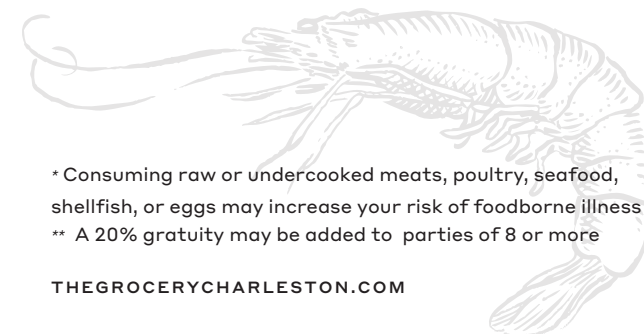 * Consuming raw or undercooked meats, poultry, seafood,
shellfish, or eggs may increase your risk of foodborne illness
** A 20% gratuity may be added to parties of 8 or more
THEGROCERYCHARLESTON.COM